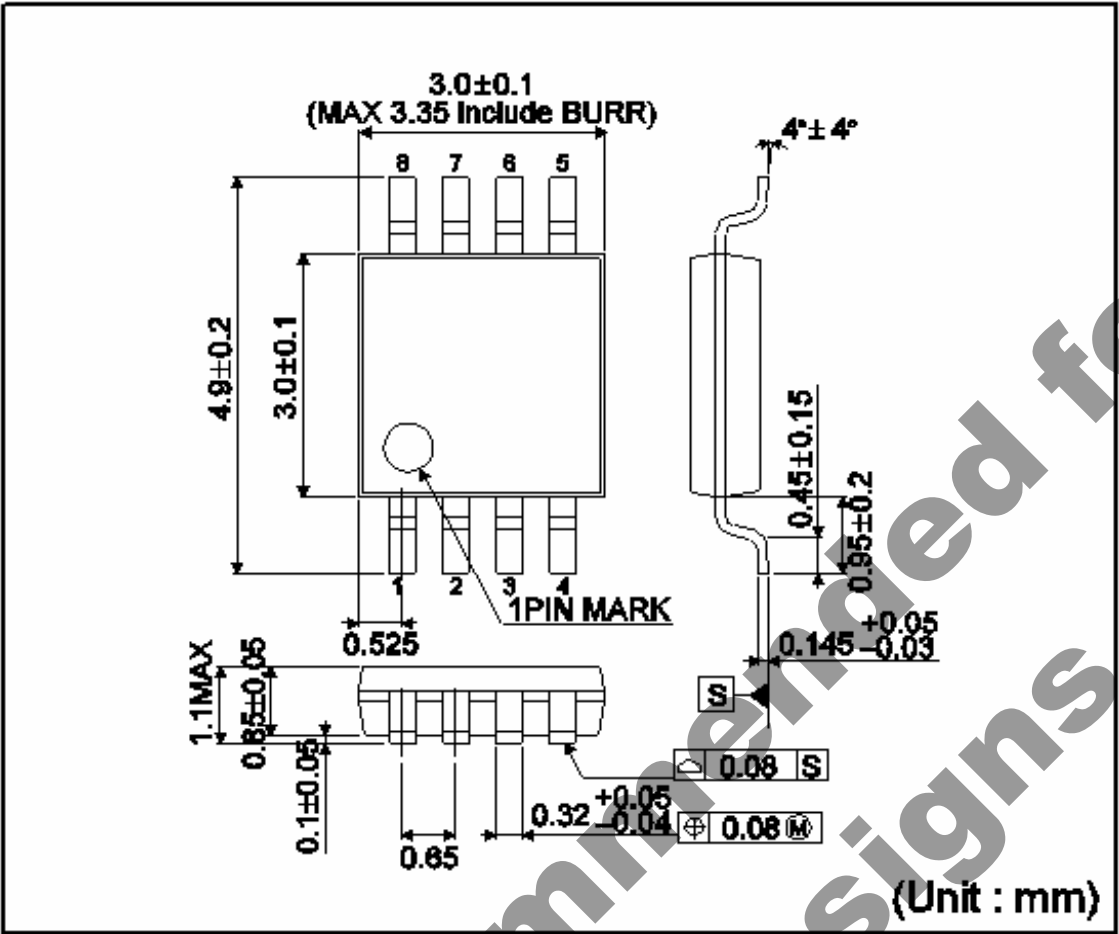 3.0±0.1
(MAX 3.35 include BURR)
4°±4°
8 7 6 5
4.9±0.2
3.0±0.1
0.45±0.15
0.95±0.2
1 2 3 4
1PIN MARK
0.525
0.145 +0.05 −0.03
S
1.1MAX
0.85±0.05
0.1±0.05
⌓ 0.08 S
0.32 +0.05 −0.04
⌖ 0.08 Ⓜ
0.65
(Unit : mm)
mmended fo
signs